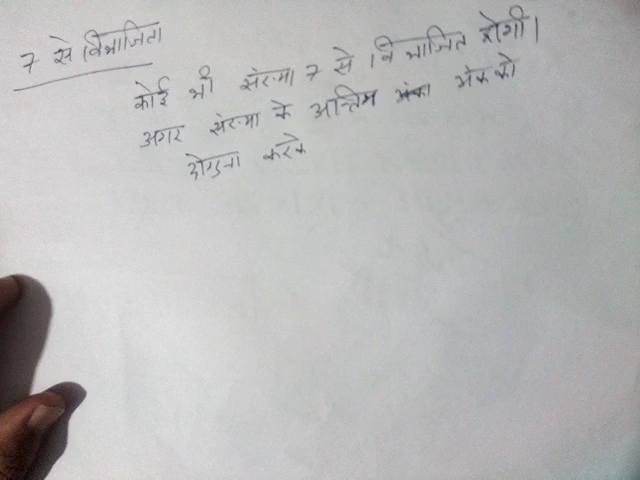 7 से विभाजिता
कोई भी संख्या 7 से विभाजित होगी।
अगर संख्या के अन्तिम अंक को
दोगुना करके